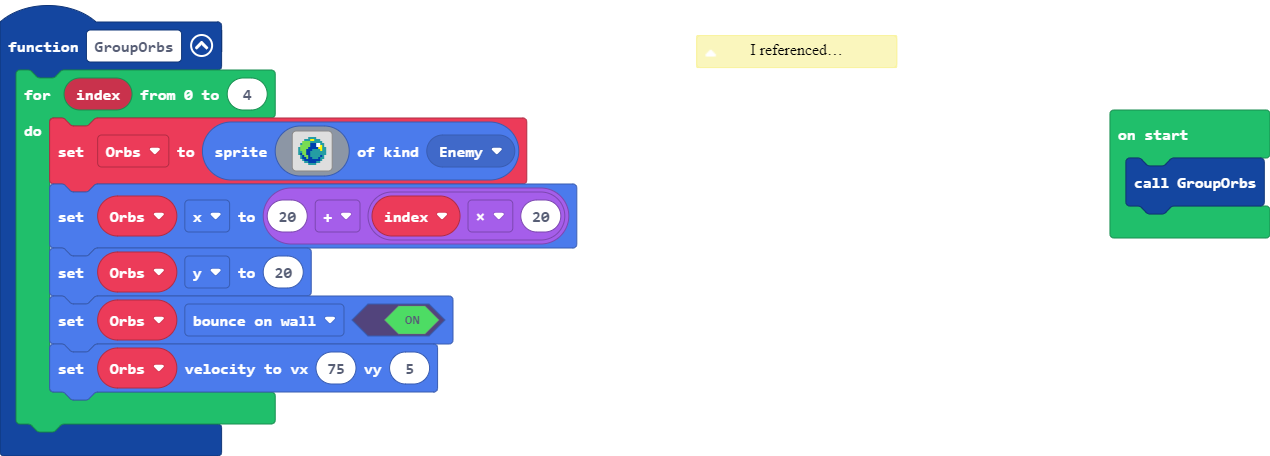 function GroupOrbs
for index from 0 to 4
do
set Orbs to sprite of kind Enemy
set Orbs x to 20 + index × 20
set Orbs y to 20
set Orbs bounce on wall ON
set Orbs velocity to vx 75 vy 5
I referenced...
on start
call GroupOrbs